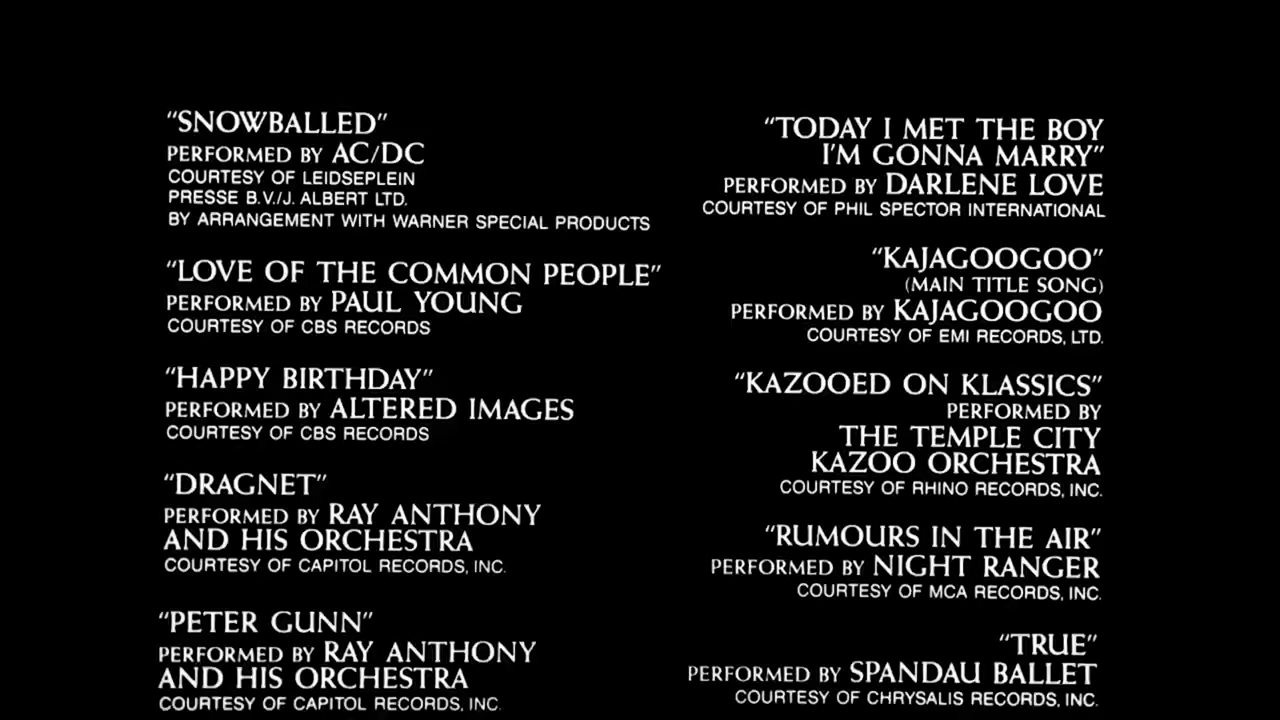 "SNOWBALLED"
PERFORMED BY AC/DC
COURTESY OF LEIDSEPLEIN
PRESSE B.V./J. ALBERT LTD.
BY ARRANGEMENT WITH WARNER SPECIAL PRODUCTS
"LOVE OF THE COMMON PEOPLE"
PERFORMED BY PAUL YOUNG
COURTESY OF CBS RECORDS
"HAPPY BIRTHDAY"
PERFORMED BY ALTERED IMAGES
COURTESY OF CBS RECORDS
"DRAGNET"
PERFORMED BY RAY ANTHONY
AND HIS ORCHESTRA
COURTESY OF CAPITOL RECORDS, INC.
"PETER GUNN"
PERFORMED BY RAY ANTHONY
AND HIS ORCHESTRA
COURTESY OF CAPITOL RECORDS, INC.
"TODAY I MET THE BOY
I'M GONNA MARRY"
PERFORMED BY DARLENE LOVE
COURTESY OF PHIL SPECTOR INTERNATIONAL
"KAJAGOOGOO"
(MAIN TITLE SONG)
PERFORMED BY KAJAGOOGOO
COURTESY OF EMI RECORDS, LTD.
"KAZOOED ON KLASSICS"
PERFORMED BY
THE TEMPLE CITY
KAZOO ORCHESTRA
COURTESY OF RHINO RECORDS, INC.
"RUMOURS IN THE AIR"
PERFORMED BY NIGHT RANGER
COURTESY OF MCA RECORDS, INC.
"TRUE"
PERFORMED BY SPANDAU BALLET
COURTESY OF CHRYSALIS RECORDS, INC.